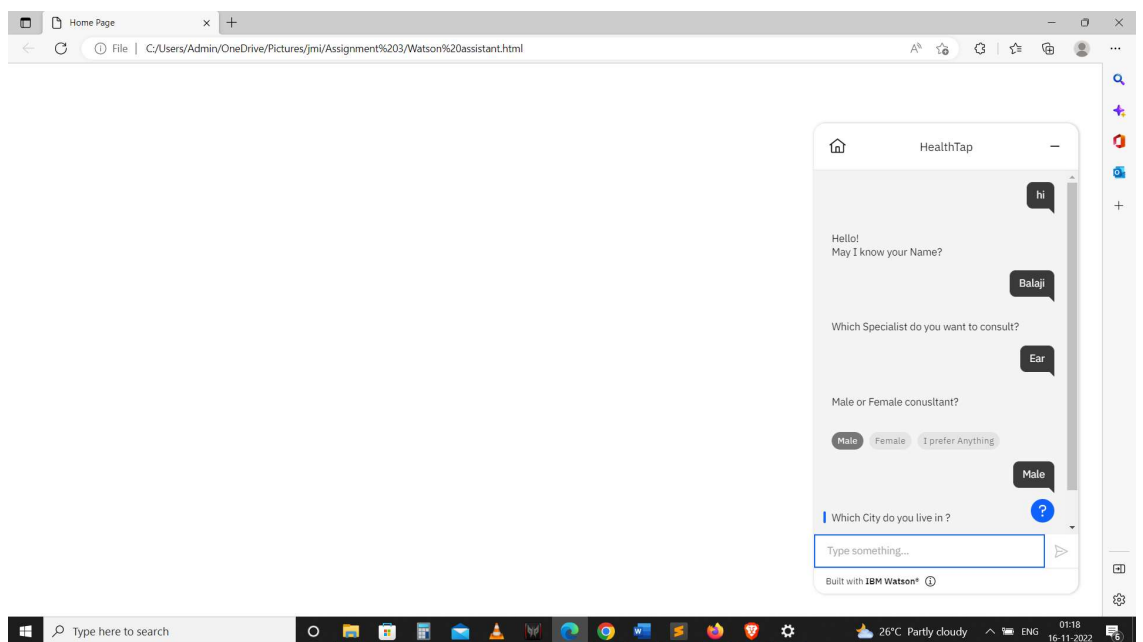 Home Page
File | C:/Users/Admin/OneDrive/Pictures/jmi/Assignment%203/Watson%20assistant.html
HealthTap
hi
Hello!
May I know your Name?
Balaji
Which Specialist do you want to consult?
Ear
Male or Female conusltant?
Male Female I prefer Anything
Male
Which City do you live in ?
?
Type something...
Built with IBM Watson®
Type here to search
26°C Partly cloudy ENG 01:18
16-11-2022 6